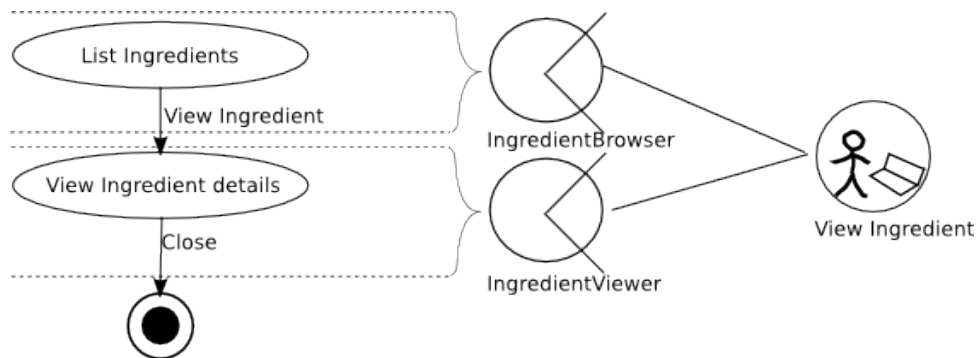 List Ingredients
View Ingredient
IngredientBrowser
View Ingredient details
View Ingredient
Close
IngredientViewer